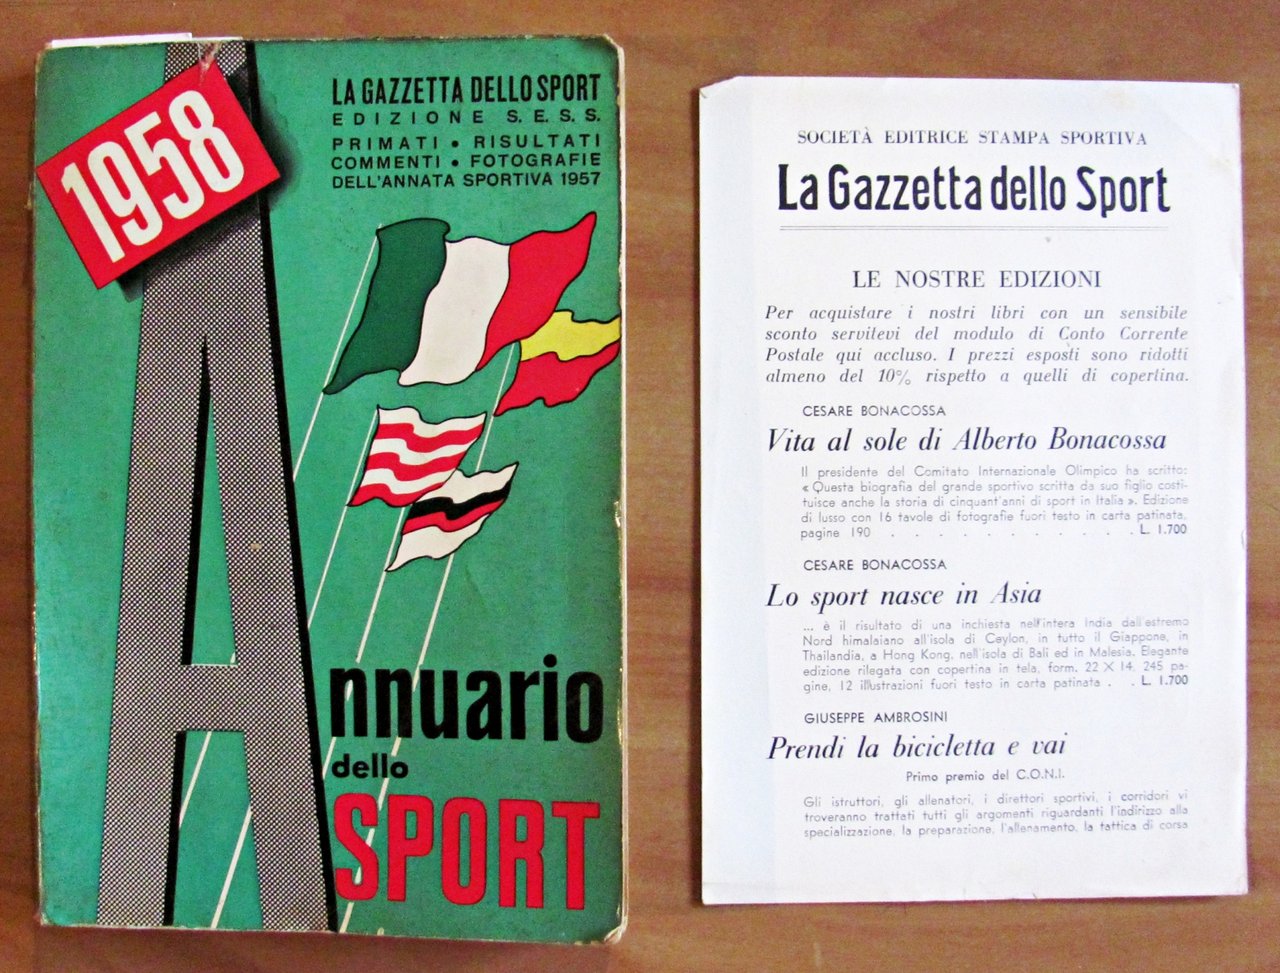 1958
LA GAZZETTA DELLO SPORT
EDIZIONE S.E.S.S.
PRIMATI • RISULTATI
COMMENTI • FOTOGRAFIE
DELL'ANNATA SPORTIVA 1957
Annuario
dello
SPORT
SOCIETÀ EDITRICE STAMPA SPORTIVA
La Gazzetta dello Sport
LE NOSTRE EDIZIONI
Per acquistare i nostri libri con un sensibile
sconto servitevi del modulo di Conto Corrente
Postale qui accluso. I prezzi esposti sono ridotti
almeno del 10% rispetto a quelli di copertina.
CESARE BONACOSSA
Vita al sole di Alberto Bonacossa
Il presidente del Comitato Internazionale Olimpico ha scritto:
« Questa biografia del grande sportivo scritta da suo figlio costi-
tuisce anche la storia di cinquant'anni di sport in Italia ». Edizione
di lusso con 16 tavole di fotografie fuori testo in carta patinata,
pagine 190 . . . . . . . . . . . L. 1.700
CESARE BONACOSSA
Lo sport nasce in Asia
... è il risultato di una inchiesta nell'intera India dall'estremo
Nord himalaiano all'isola di Ceylon, in tutto il Giappone, in
Thailandia, a Hong Kong, nell'isola di Bali ed in Malesia. Elegante
edizione rilegata con copertina in tela, form. 22 X 14, 245 pa-
gine, 12 illustrazioni fuori testo in carta patinata . . L. 1.700
GIUSEPPE AMBROSINI
Prendi la bicicletta e vai
Primo premio del C.O.N.I.
Gli istruttori, gli allenatori, i direttori sportivi, i corridori vi
troveranno trattati tutti gli argomenti riguardanti l'indirizzo alla
specializzazione, la preparazione, l'allenamento, la tattica di corsa